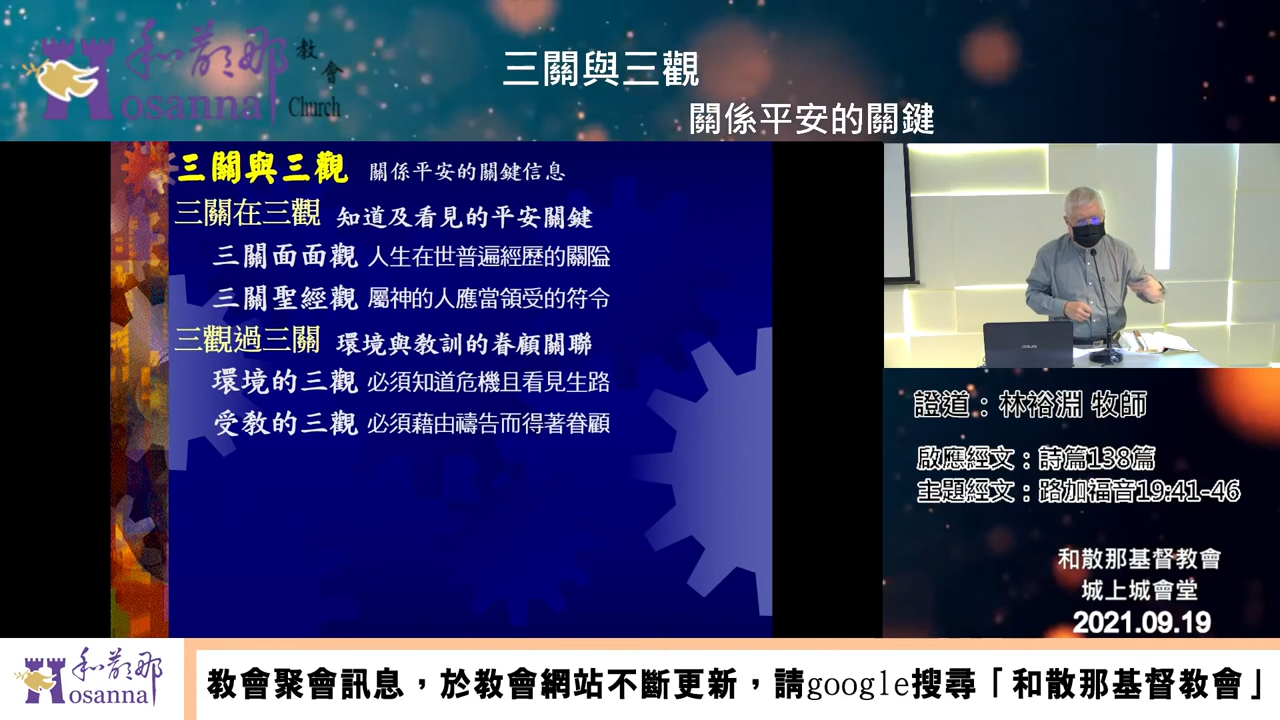 和散那教會
Hosanna Church
三關與三觀
關係平安的關鍵
三關與三觀 關係平安的關鍵信息
三關在三觀 知道及看見的平安關鍵
三關面面觀 人生在世普遍經歷的關隘
三關聖經觀 屬神的人應當領受的符令
三觀過三關 環境與教訓的眷顧關聯
環境的三觀 必須知道危機且看見生路
受教的三觀 必須藉由禱告而得著眷顧
ASUS
證道：林裕淵 牧師
啟應經文：詩篇138篇
主題經文：路加福音19:41-46
和散那基督教會
城上城會堂
2021.09.19
和散那
Hosanna
教會聚會訊息，於教會網站不斷更新，請google搜尋「和散那基督教會」